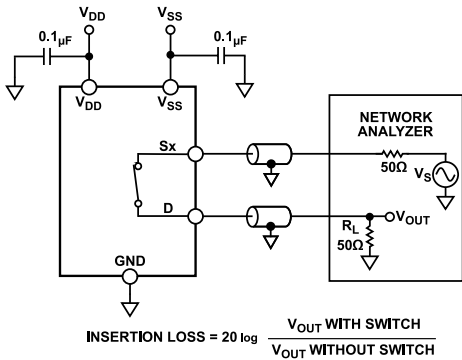 VDD
VSS
0.1µF
0.1µF
VDD
VSS
NETWORK
ANALYZER
Sx
50Ω
VS
D
VOUT
RL
50Ω
GND
INSERTION LOSS = 20 log VOUT WITH SWITCH
VOUT WITHOUT SWITCH